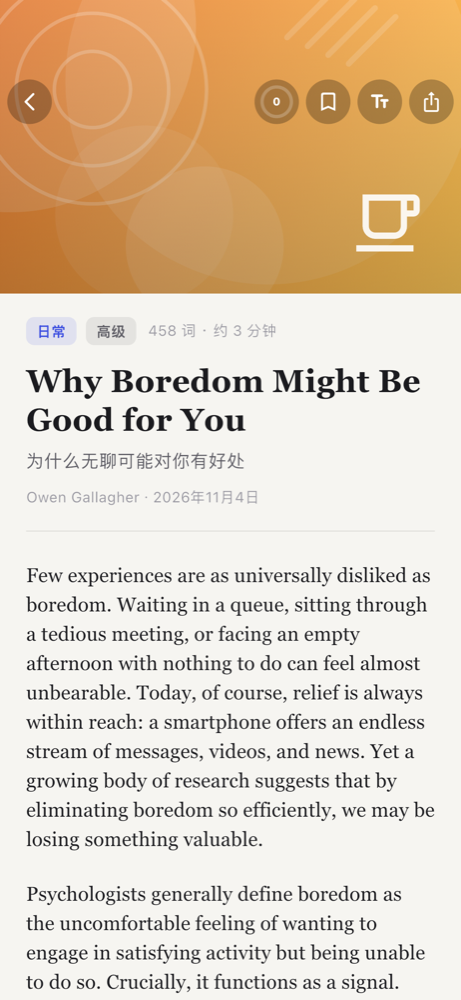 0
Tт
日常 高级 458 词 · 约 3 分钟
Why Boredom Might Be
Good for You
为什么无聊可能对你有好处
Owen Gallagher · 2026年11月4日
Few experiences are as universally disliked as
boredom. Waiting in a queue, sitting through
a tedious meeting, or facing an empty
afternoon with nothing to do can feel almost
unbearable. Today, of course, relief is always
within reach: a smartphone offers an endless
stream of messages, videos, and news. Yet a
growing body of research suggests that by
eliminating boredom so efficiently, we may be
losing something valuable.
Psychologists generally define boredom as
the uncomfortable feeling of wanting to
engage in satisfying activity but being unable
to do so. Crucially, it functions as a signal.